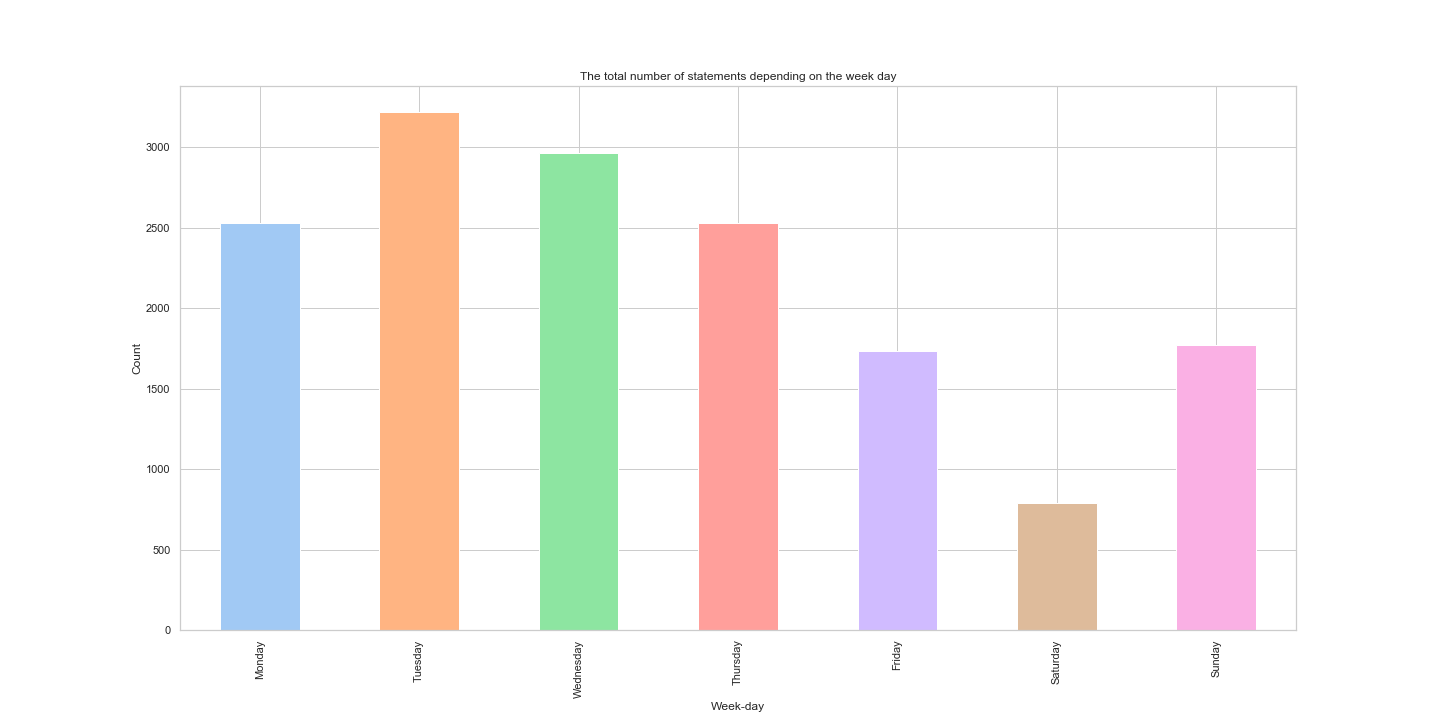 The total number of statements depending on the week day
3000
2500
2000
1500
1000
500
0
Count
Monday
Tuesday
Wednesday
Thursday
Friday
Saturday
Sunday
Week-day